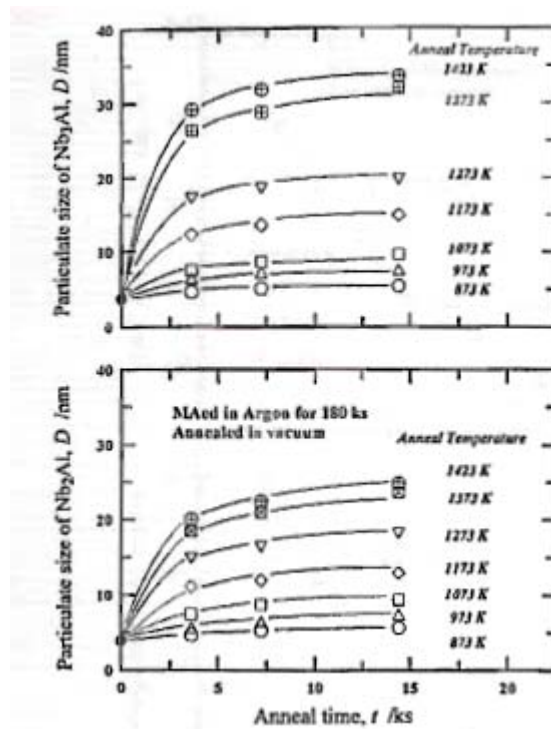 Particulate size of Nb3Al, D /nm
40
30
20
10
0
Anneal Temperature
1423 K
1373 K
1273 K
1173 K
1073 K
973 K
873 K
Particulate size of Nb2Al, D /nm
40
30
20
10
0
MAed in Argon for 180 ks
Annealed in vacuum
Anneal Temperature
1423 K
1373 K
1273 K
1173 K
1073 K
973 K
873 K
0 5 10 15 20
Anneal time, t /ks